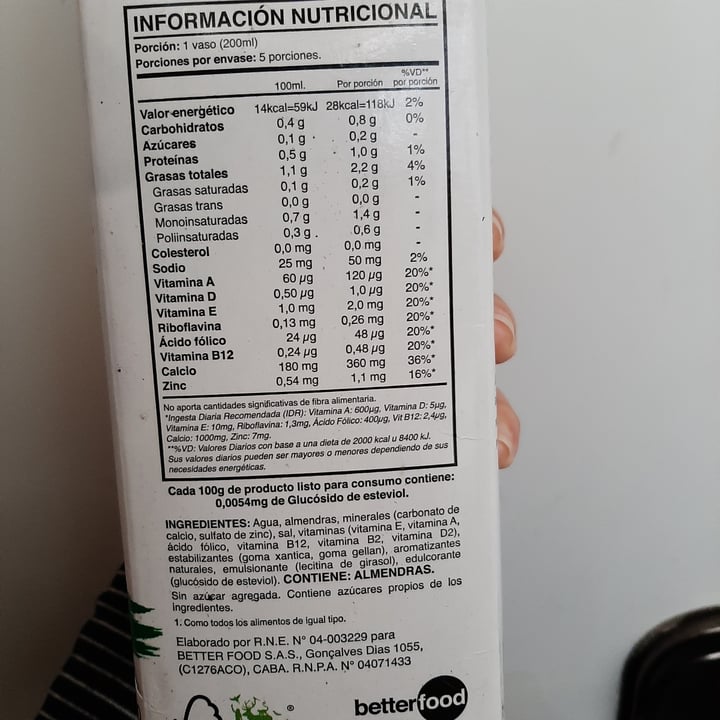 INFORMACIÓN NUTRICIONAL
Porción: 1 vaso (200ml)
Porciones por envase: 5 porciones.
100ml. Por porción %VD** por porción
Valor energético 14kcal=59kJ 28kcal=118kJ 2%
Carbohidratos 0,4 g 0,8 g 0%
Azúcares 0,1 g 0,2 g -
Proteínas 0,5 g 1,0 g 1%
Grasas totales 1,1 g 2,2 g 4%
Grasas saturadas 0,1 g 0,2 g 1%
Grasas trans 0,0 g 0,0 g -
Monoinsaturadas 0,7 g 1,4 g -
Poliinsaturadas 0,3 g 0,6 g -
Colesterol 0,0 mg 0,0 mg -
Sodio 25 mg 50 mg 2%
Vitamina A 60 µg 120 µg 20%*
Vitamina D 0,50 µg 1,0 µg 20%*
Vitamina E 1,0 mg 2,0 mg 20%*
Riboflavina 0,13 mg 0,26 mg 20%*
Ácido fólico 24 µg 48 µg 20%*
Vitamina B12 0,24 µg 0,48 µg 20%*
Calcio 180 mg 360 mg 36%*
Zinc 0,54 mg 1,1 mg 16%*
No aporta cantidades significativas de fibra alimentaria.
*Ingesta Diaria Recomendada (IDR): Vitamina A: 600µg, Vitamina D: 5µg,
Vitamina E: 10mg, Riboflavina: 1,3mg, Ácido Fólico: 400µg, Vit B12: 2,4µg,
Calcio: 1000mg, Zinc: 7mg.
**%VD: Valores Diarios con base a una dieta de 2000 kcal u 8400 kJ.
Sus valores diarios pueden ser mayores o menores dependiendo de sus
necesidades energéticas.
Cada 100g de producto listo para consumo contiene:
0,0054mg de Glucósido de esteviol.
INGREDIENTES: Agua, almendras, minerales (carbonato de
calcio, sulfato de zinc), sal, vitaminas (vitamina E, vitamina A,
ácido fólico, vitamina B12, vitamina B2, vitamina D2),
estabilizantes (goma xantica, goma gellan), aromatizantes
naturales, emulsionante (lecitina de girasol), edulcorante
(glucósido de esteviol). CONTIENE: ALMENDRAS.
Sin azúcar agregada. Contiene azúcares propios de los
ingredientes.
1. Como todos los alimentos de igual tipo.
Elaborado por R.N.E. N° 04-003229 para
BETTER FOOD S.A.S., Gonçalves Dias 1055,
(C1276ACO), CABA. R.N.P.A. N° 04071433
®
betterfood